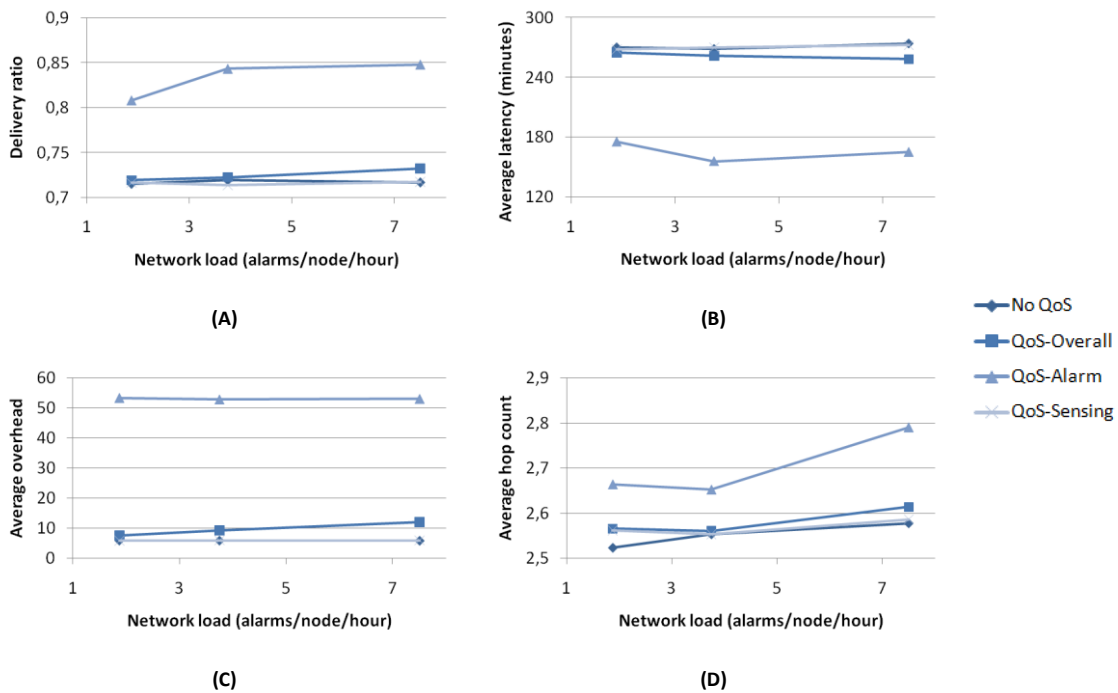 0,9
0,85
0,8
0,75
0,7
Delivery ratio
1 3 5 7
Network load (alarms/node/hour)
(A)
300
240
180
120
Average latency (minutes)
1 3 5 7
Network load (alarms/node/hour)
(B)
60
50
40
30
20
10
0
Average overhead
1 3 5 7
Network load (alarms/node/hour)
(C)
2,9
2,8
2,7
2,6
2,5
Average hop count
1 3 5 7
Network load (alarms/node/hour)
(D)
No QoS
QoS-Overall
QoS-Alarm
QoS-Sensing